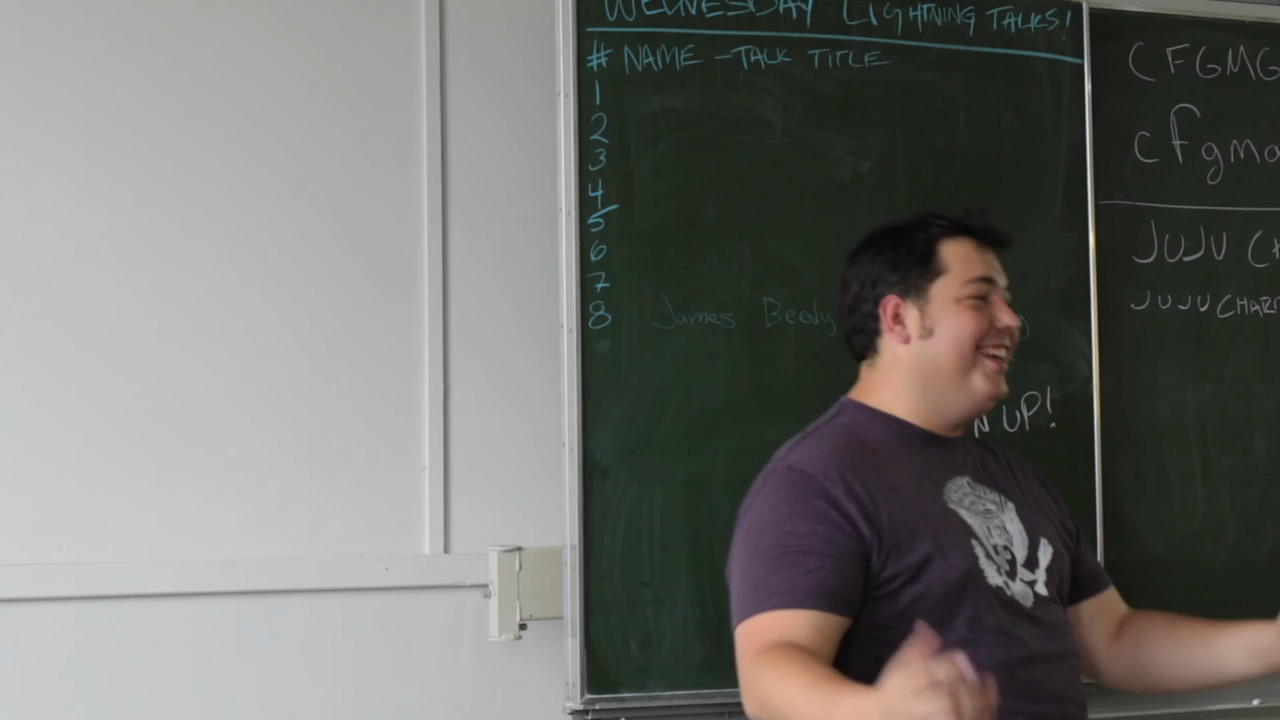 WEDNESDAY LIGHTNING TALKS!
# NAME - TALK TITLE
1
2
3
4
5
6
7
8 James Beedy
UP!
CFGMG
cfgmg
JUJU
JUJU CHARM